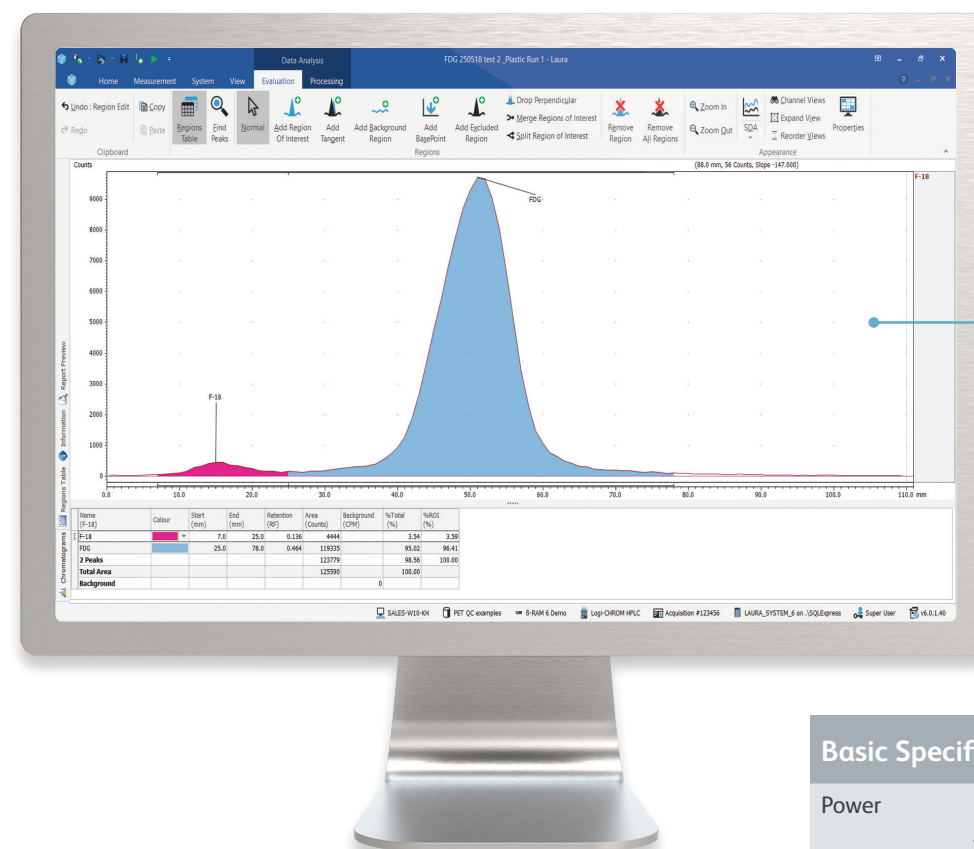 Data Analysis
FDG 250518 test 2 _Plastic Run 1 - Laura
Home Measurement System View Evaluation Processing
Undo : Region Edit
Redo
Copy
Paste
Clipboard
Regions Table
Find Peaks
Normal
Add Region Of Interest
Add Tangent
Add Background Region
Add BasePoint
Add Excluded Region
Drop Perpendicular
Merge Regions of Interest
Split Region of Interest
Remove Region
Remove All Regions
Regions
Zoom In
Zoom Out
SDA
Channel Views
Expand View
Reorder Views
Properties
Appearance
Counts
(88.0 mm, 56 Counts, Slope -147.000)
F-18
9000
8000
7000
6000
5000
4000
3000
2000
1000
0
FDG
F-18
0.0 10.0 20.0 30.0 40.0 50.0 60.0 70.0 80.0 90.0 100.0 110.0 mm
Report Preview
Information
Regions Table
Chromatograms
Name (F-18) Colour Start (mm) End (mm) Retention (RF) Area (Counts) Background (CPM) %Total (%) %ROI (%)
F-18 7.0 25.0 0.136 4444 3.54 3.59
FDG 25.0 78.0 0.464 119335 95.02 96.41
2 Peaks 123779 98.56 100.00
Total Area 125590 100.00
Background 0
SALES-W10-KH PET QC examples ß-RAM 6 Demo Logi-CHROM HPLC Acquisition #123456 LAURA_SYSTEM_6 on .\SQLExpress Super User v6.0.1.40
Basic Specif
Power